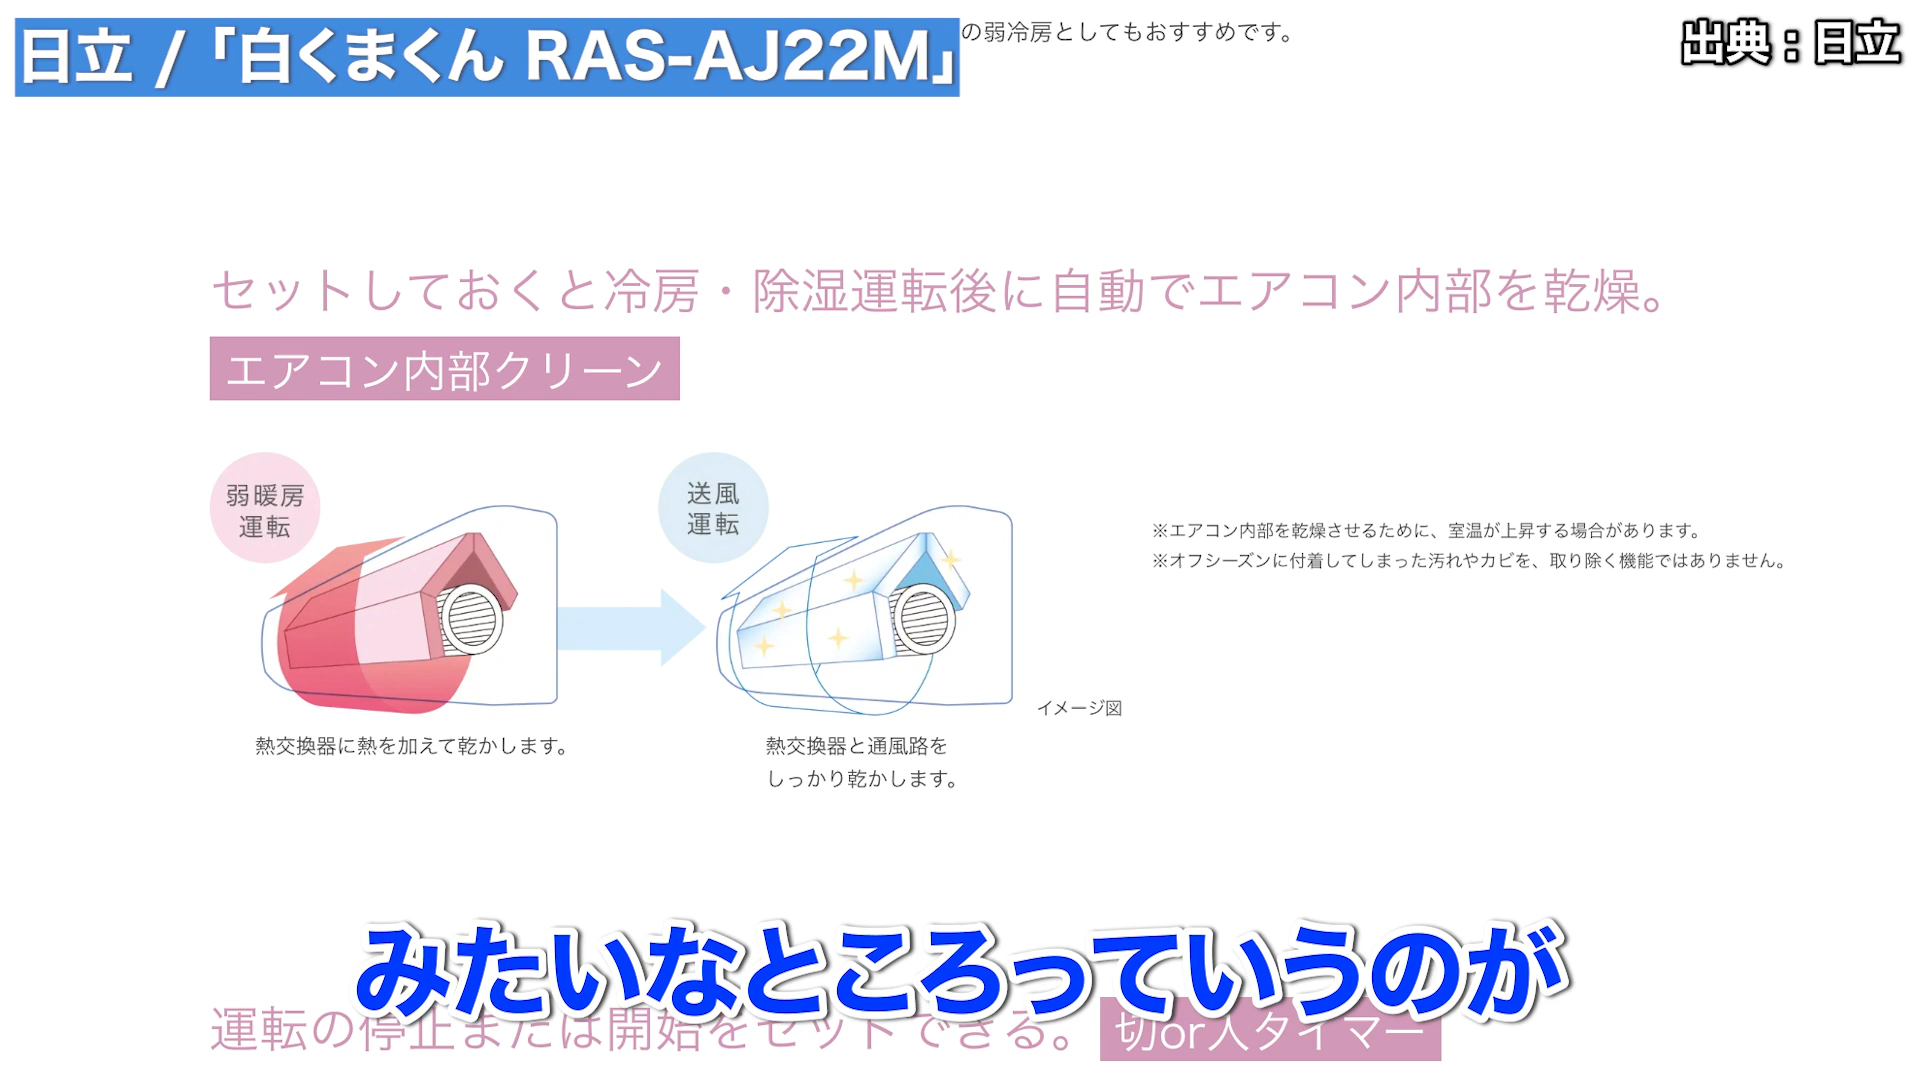 日立 /「白くまくん RAS-AJ22M」
の弱冷房としてもおすすめです。
出典：日立
セットしておくと冷房・除湿運転後に自動でエアコン内部を乾燥。
エアコン内部クリーン
弱暖房
運転
送風
運転
※エアコン内部を乾燥させるために、室温が上昇する場合があります。
※オフシーズンに付着してしまった汚れやカビを、取り除く機能ではありません。
イメージ図
熱交換器に熱を加えて乾かします。
熱交換器と通風路を
しっかり乾かします。
みたいなところっていうのが
運転の停止または開始をセットできる。
切or入タイマー